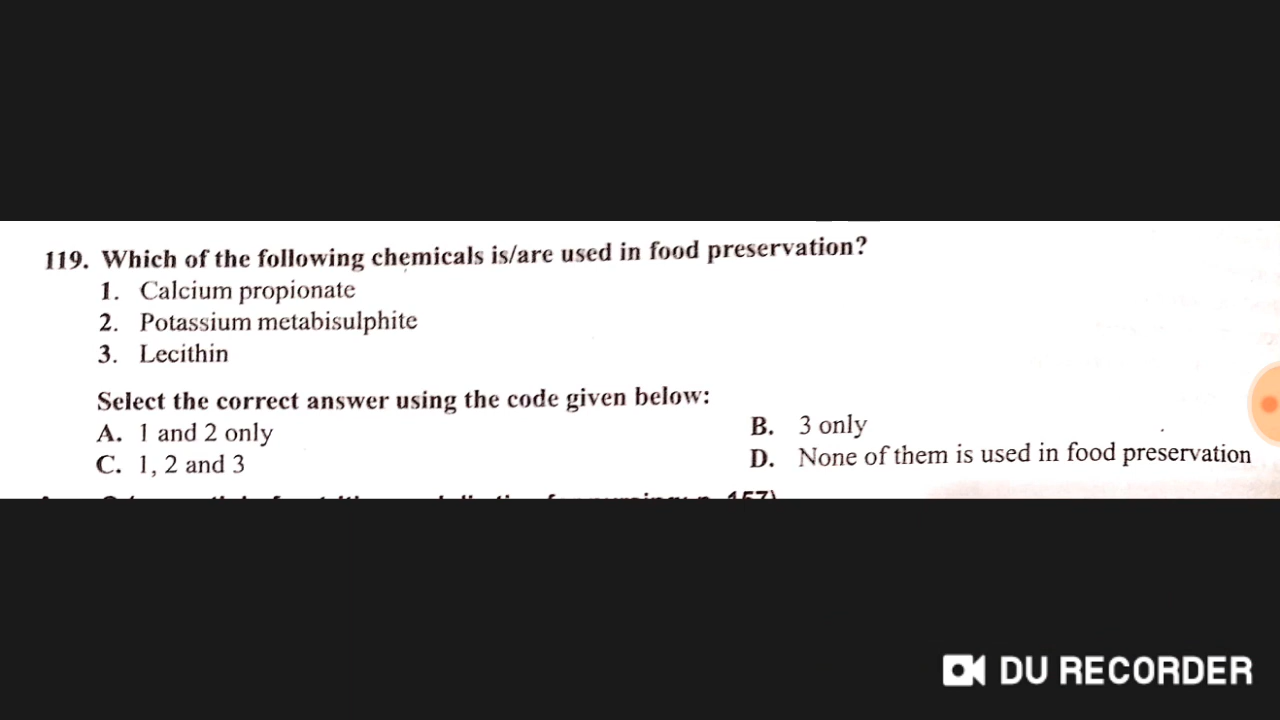 119. Which of the following chemicals is/are used in food preservation?
1. Calcium propionate
2. Potassium metabisulphite
3. Lecithin
Select the correct answer using the code given below:
A. 1 and 2 only
B. 3 only
C. 1, 2 and 3
D. None of them is used in food preservation
DU RECORDER